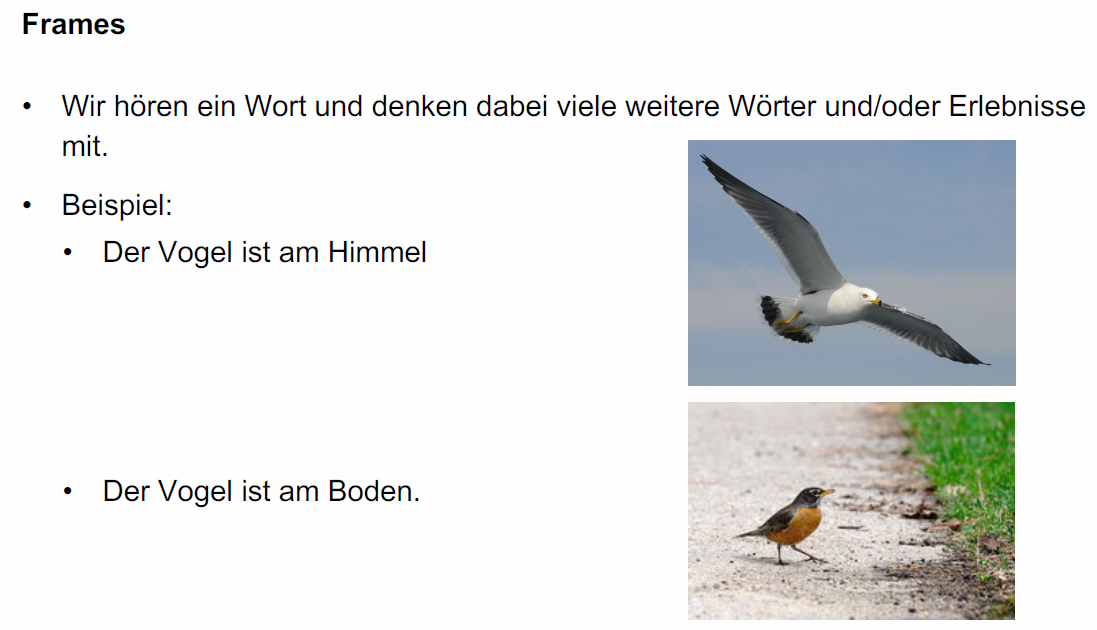 Frames
• Wir hören ein Wort und denken dabei viele weitere Wörter und/oder Erlebnisse
mit.
• Beispiel:
• Der Vogel ist am Himmel
• Der Vogel ist am Boden.